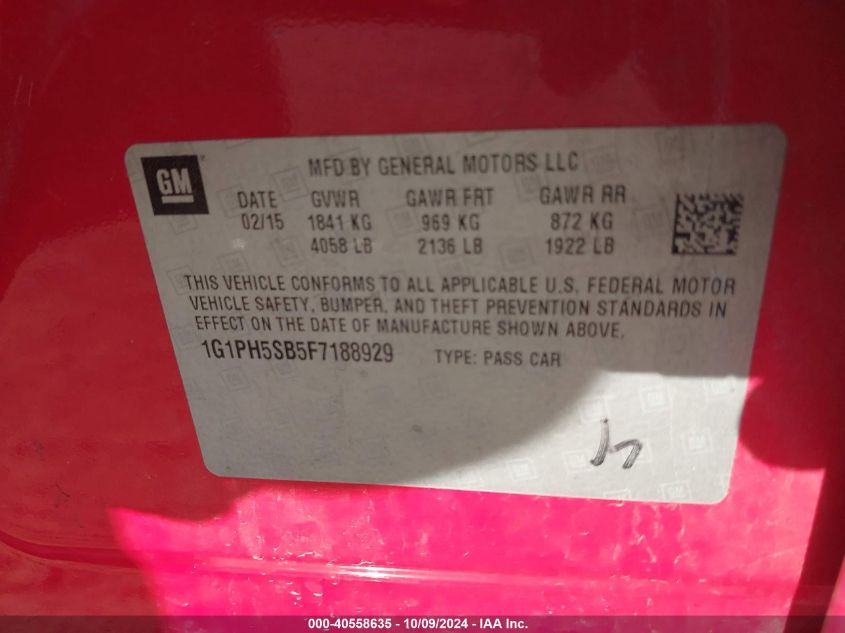 GM
MFD BY GENERAL MOTORS LLC
DATE GVWR GAWR FRT GAWR RR
02/15 1841 KG 969 KG 872 KG
4058 LB 2136 LB 1922 LB
THIS VEHICLE CONFORMS TO ALL APPLICABLE U.S. FEDERAL MOTOR
VEHICLE SAFETY, BUMPER, AND THEFT PREVENTION STANDARDS IN
EFFECT ON THE DATE OF MANUFACTURE SHOWN ABOVE.
1G1PH5SB5F7188929 TYPE: PASS CAR
000-40558635 - 10/09/2024 - IAA Inc.